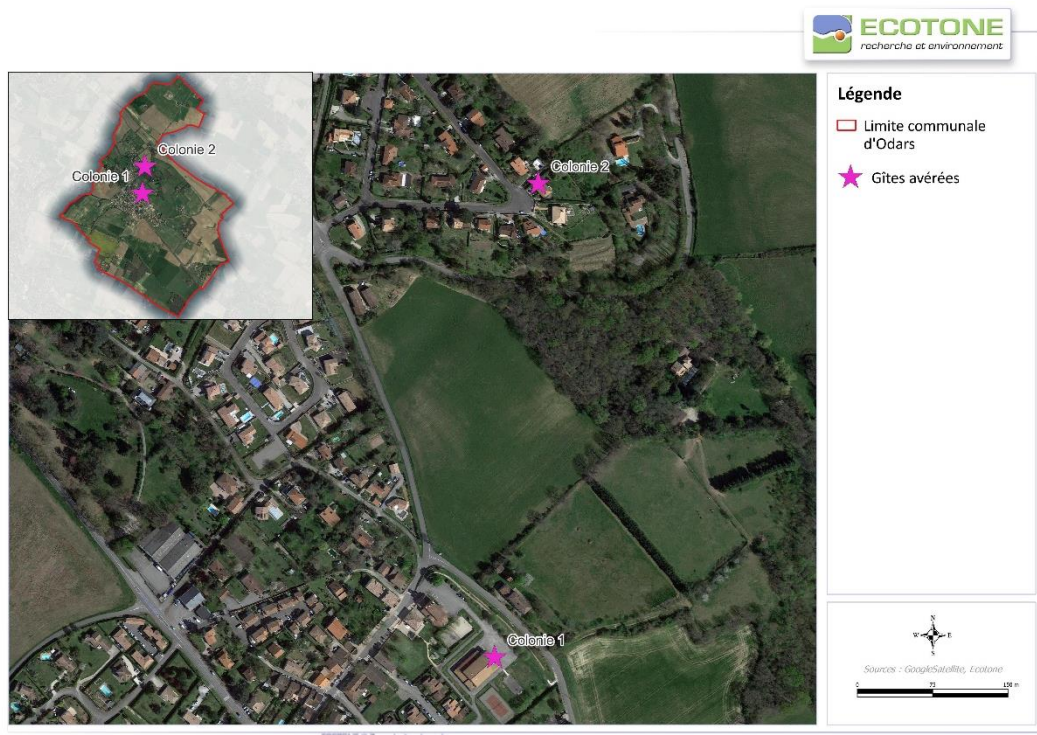 ECOTONE
recherche et environnement
Colonie 2
Colonie 1
Colonie 2
Colonie 1
Légende
Limite communale
d'Odars
Gîtes avérées
N
W E
S
Sources : GoogleSatellite, Ecotone
0 75 150 m